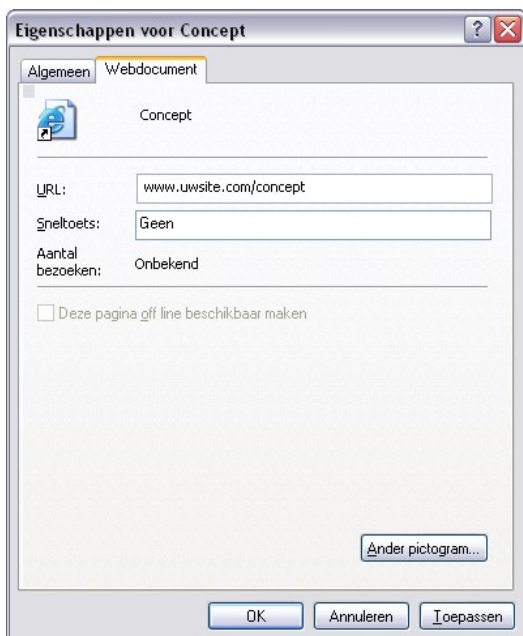 Eigenschappen voor Concept
Algemeen
Webdocument
Concept
URL:
www.uwsite.com/concept
Sneltoets:
Geen
Aantal
bezoeken:
Onbekend
Deze pagina off line beschikbaar maken
Ander pictogram...
OK
Annuleren
Toepassen